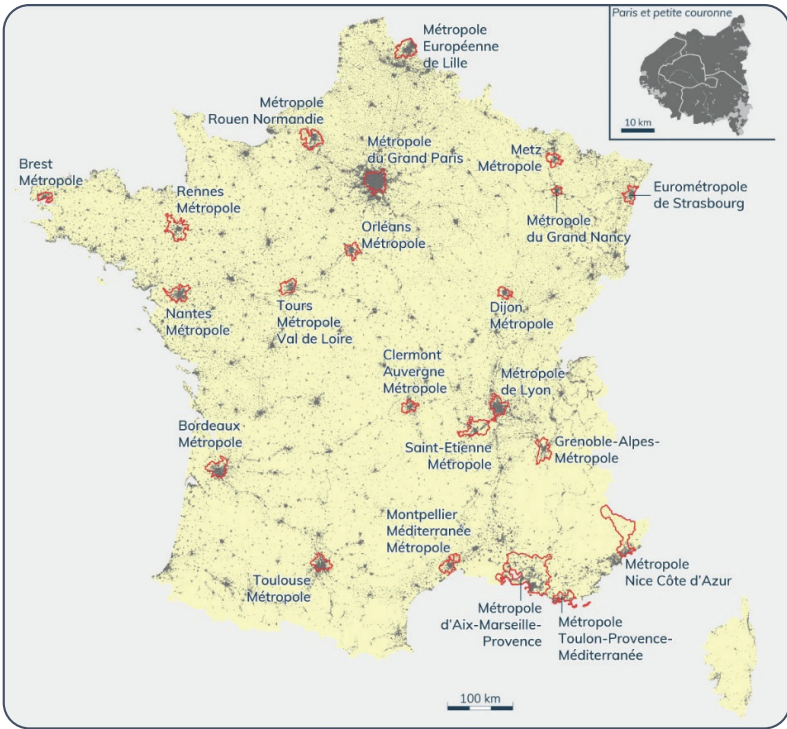 Paris et petite couronne
10 km
Métropole
Européenne
de Lille
Métropole
Rouen Normandie
Métropole
du Grand Paris
Metz
Métropole
Brest
Métropole
Rennes
Métropole
Eurométropole
de Strasbourg
Métropole
du Grand Nancy
Orléans
Métropole
Nantes
Métropole
Tours
Métropole
Val de Loire
Dijon
Métropole
Clermont
Auvergne
Métropole
Métropole
de Lyon
Bordeaux
Métropole
Saint-Etienne
Métropole
Grenoble-Alpes-
Métropole
Montpellier
Méditerranée
Métropole
Toulouse
Métropole
Métropole
Nice Côte d'Azur
Métropole
d'Aix-Marseille-
Provence
Métropole
Toulon-Provence-
Méditerranée
100 km